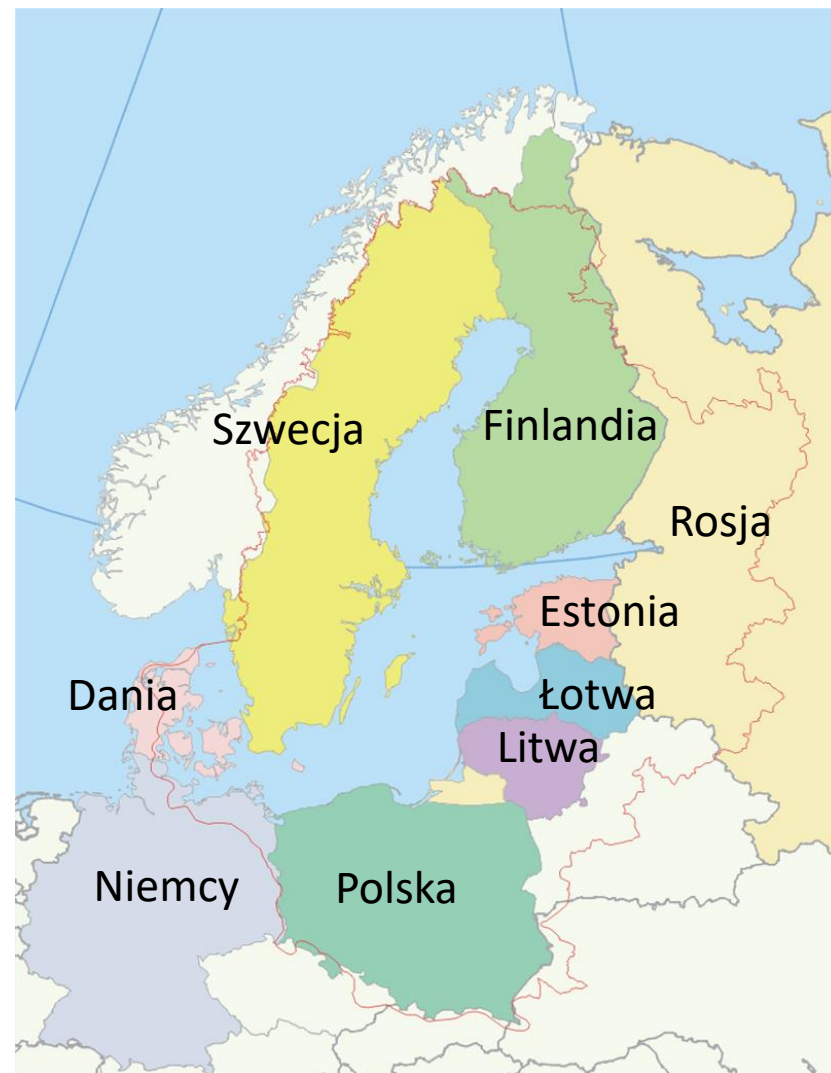 Szwecja
Finlandia
Rosja
Estonia
Dania
Łotwa
Litwa
Niemcy
Polska